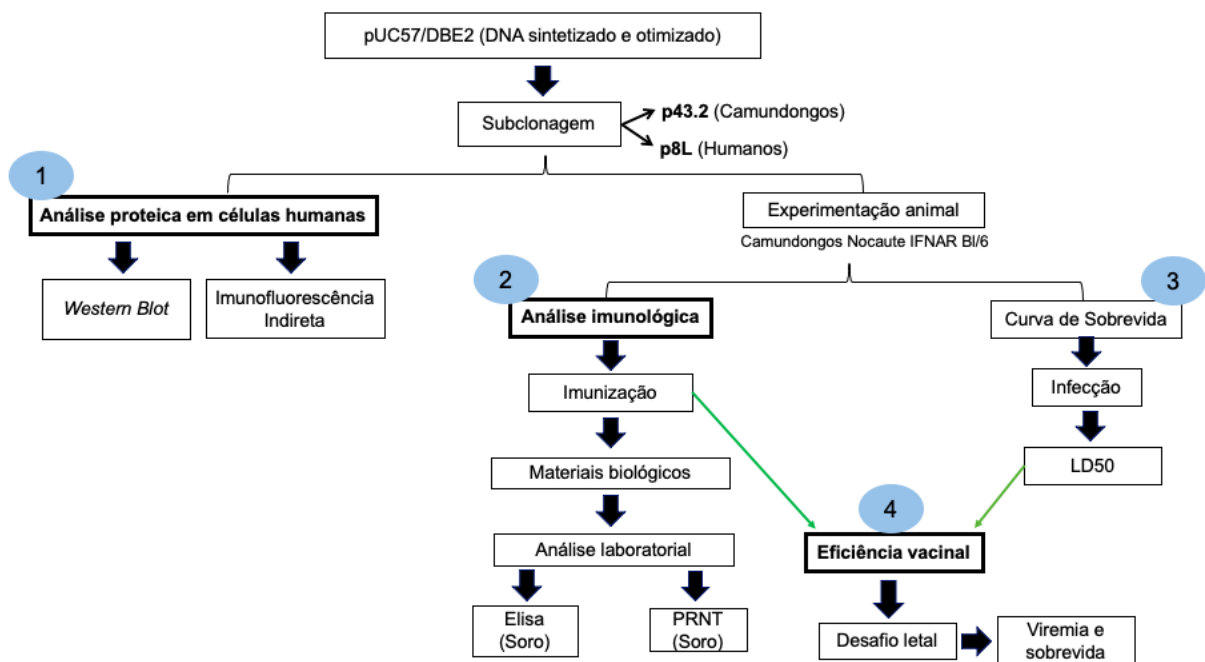 pUC57/DBE2 (DNA sintetizado e otimizado)
Subclonagem
p43.2 (Camundongos)
p8L (Humanos)
1
Análise proteica em células humanas
Western Blot
Imunofluorescência
Indireta
Experimentação animal
Camundongos Nocaute IFNAR Bl/6
2
Análise imunológica
Imunização
Materiais biológicos
Análise laboratorial
Elisa
(Soro)
PRNT
(Soro)
3
Curva de Sobrevida
Infecção
LD50
4
Eficiência vacinal
Desafio letal
Viremia e
sobrevida